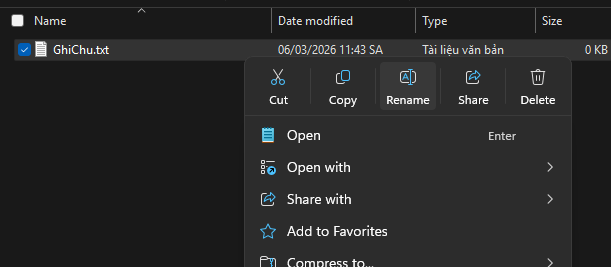 Name Date modified Type Size
GhiChu.txt 06/03/2026 11:43 SA Tài liệu văn bản 0 KB
Cut Copy Rename Share Delete
Open Enter
Open with
Share with
Add to Favorites
Compress to...